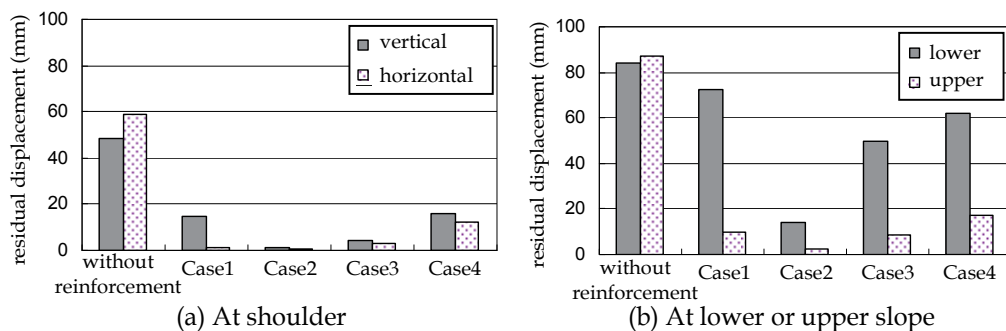 residual displacement (mm)
100
80
60
40
20
0
vertical
horizontal
without
reinforcement
Case1
Case2
Case3
Case4
(a) At shoulder
residual displacement (mm)
100
80
60
40
20
0
lower
upper
without
reinforcement
Case1
Case2
Case3
Case4
(b) At lower or upper slope